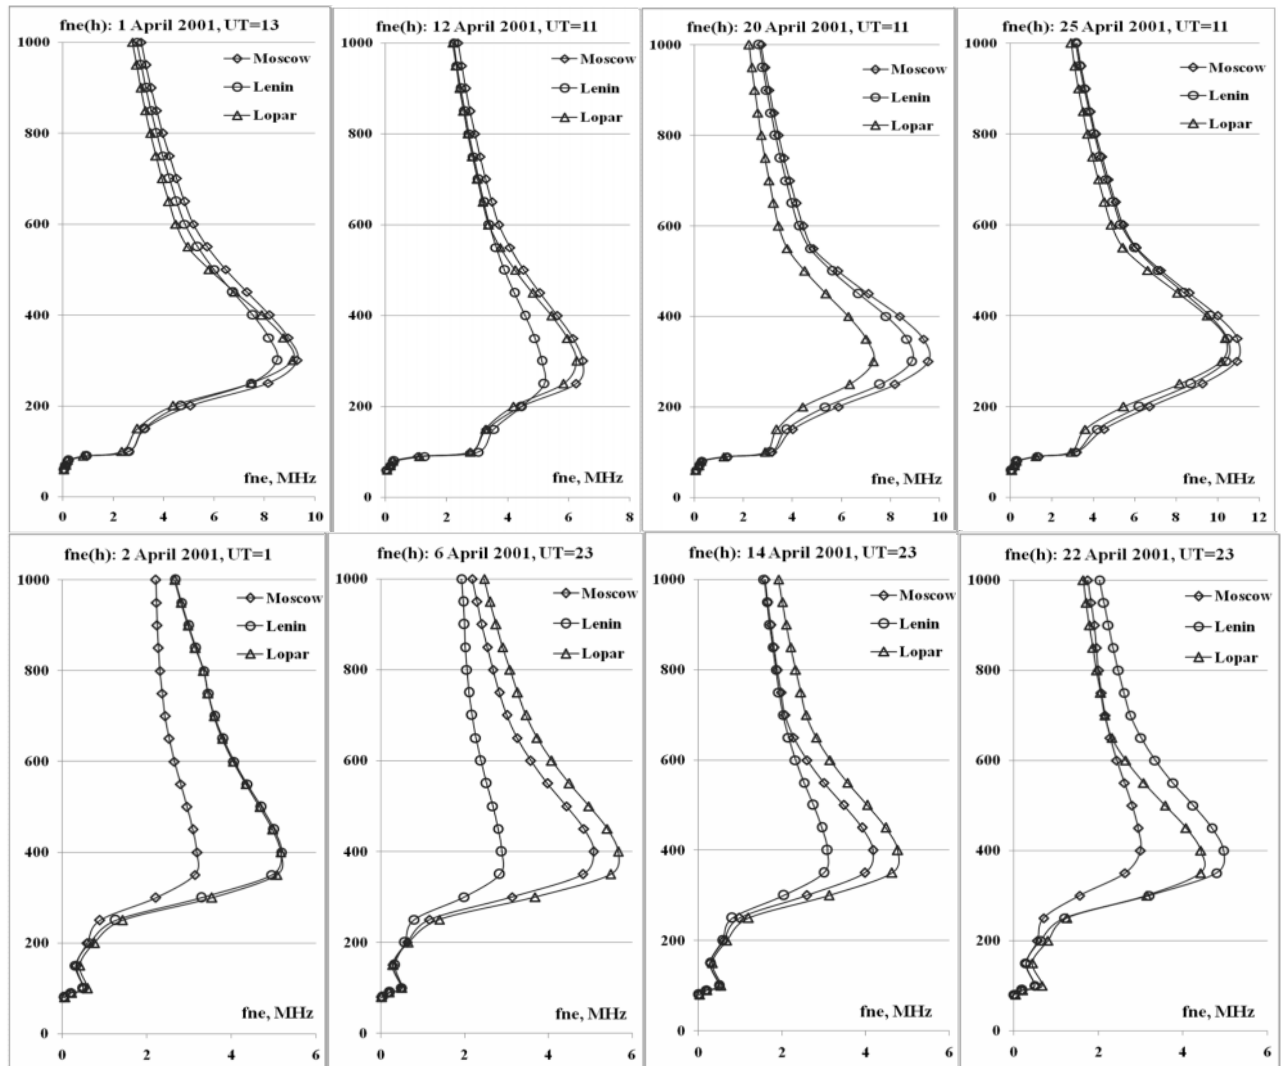 fne(h): 1 April 2001, UT=13
1000
Moscow
Lenin
Lopar
800
600
400
200
fne, MHz
0
0 2 4 6 8 10
fne(h): 12 April 2001, UT=11
1000
Moscow
Lenin
Lopar
800
600
400
200
fne, MHz
0
0 2 4 6 8
fne(h): 20 April 2001, UT=11
1000
Moscow
Lenin
Lopar
800
600
400
200
fne, MHz
0
0 2 4 6 8 10
fne(h): 25 April 2001, UT=11
1000
Moscow
Lenin
Lopar
800
600
400
200
fne, MHz
0
0 2 4 6 8 10 12
fne(h): 2 April 2001, UT=1
1000
Moscow
Lenin
Lopar
800
600
400
200
fne, MHz
0
0 2 4 6
fne(h): 6 April 2001, UT=23
1000
Moscow
Lenin
Lopar
800
600
400
200
fne, MHz
0
0 2 4 6
fne(h): 14 April 2001, UT=23
1000
Moscow
Lenin
Lopar
800
600
400
200
fne, MHz
0
0 2 4 6
fne(h): 22 April 2001, UT=23
1000
Moscow
Lenin
Lopar
800
600
400
200
fne, MHz
0
0 2 4 6